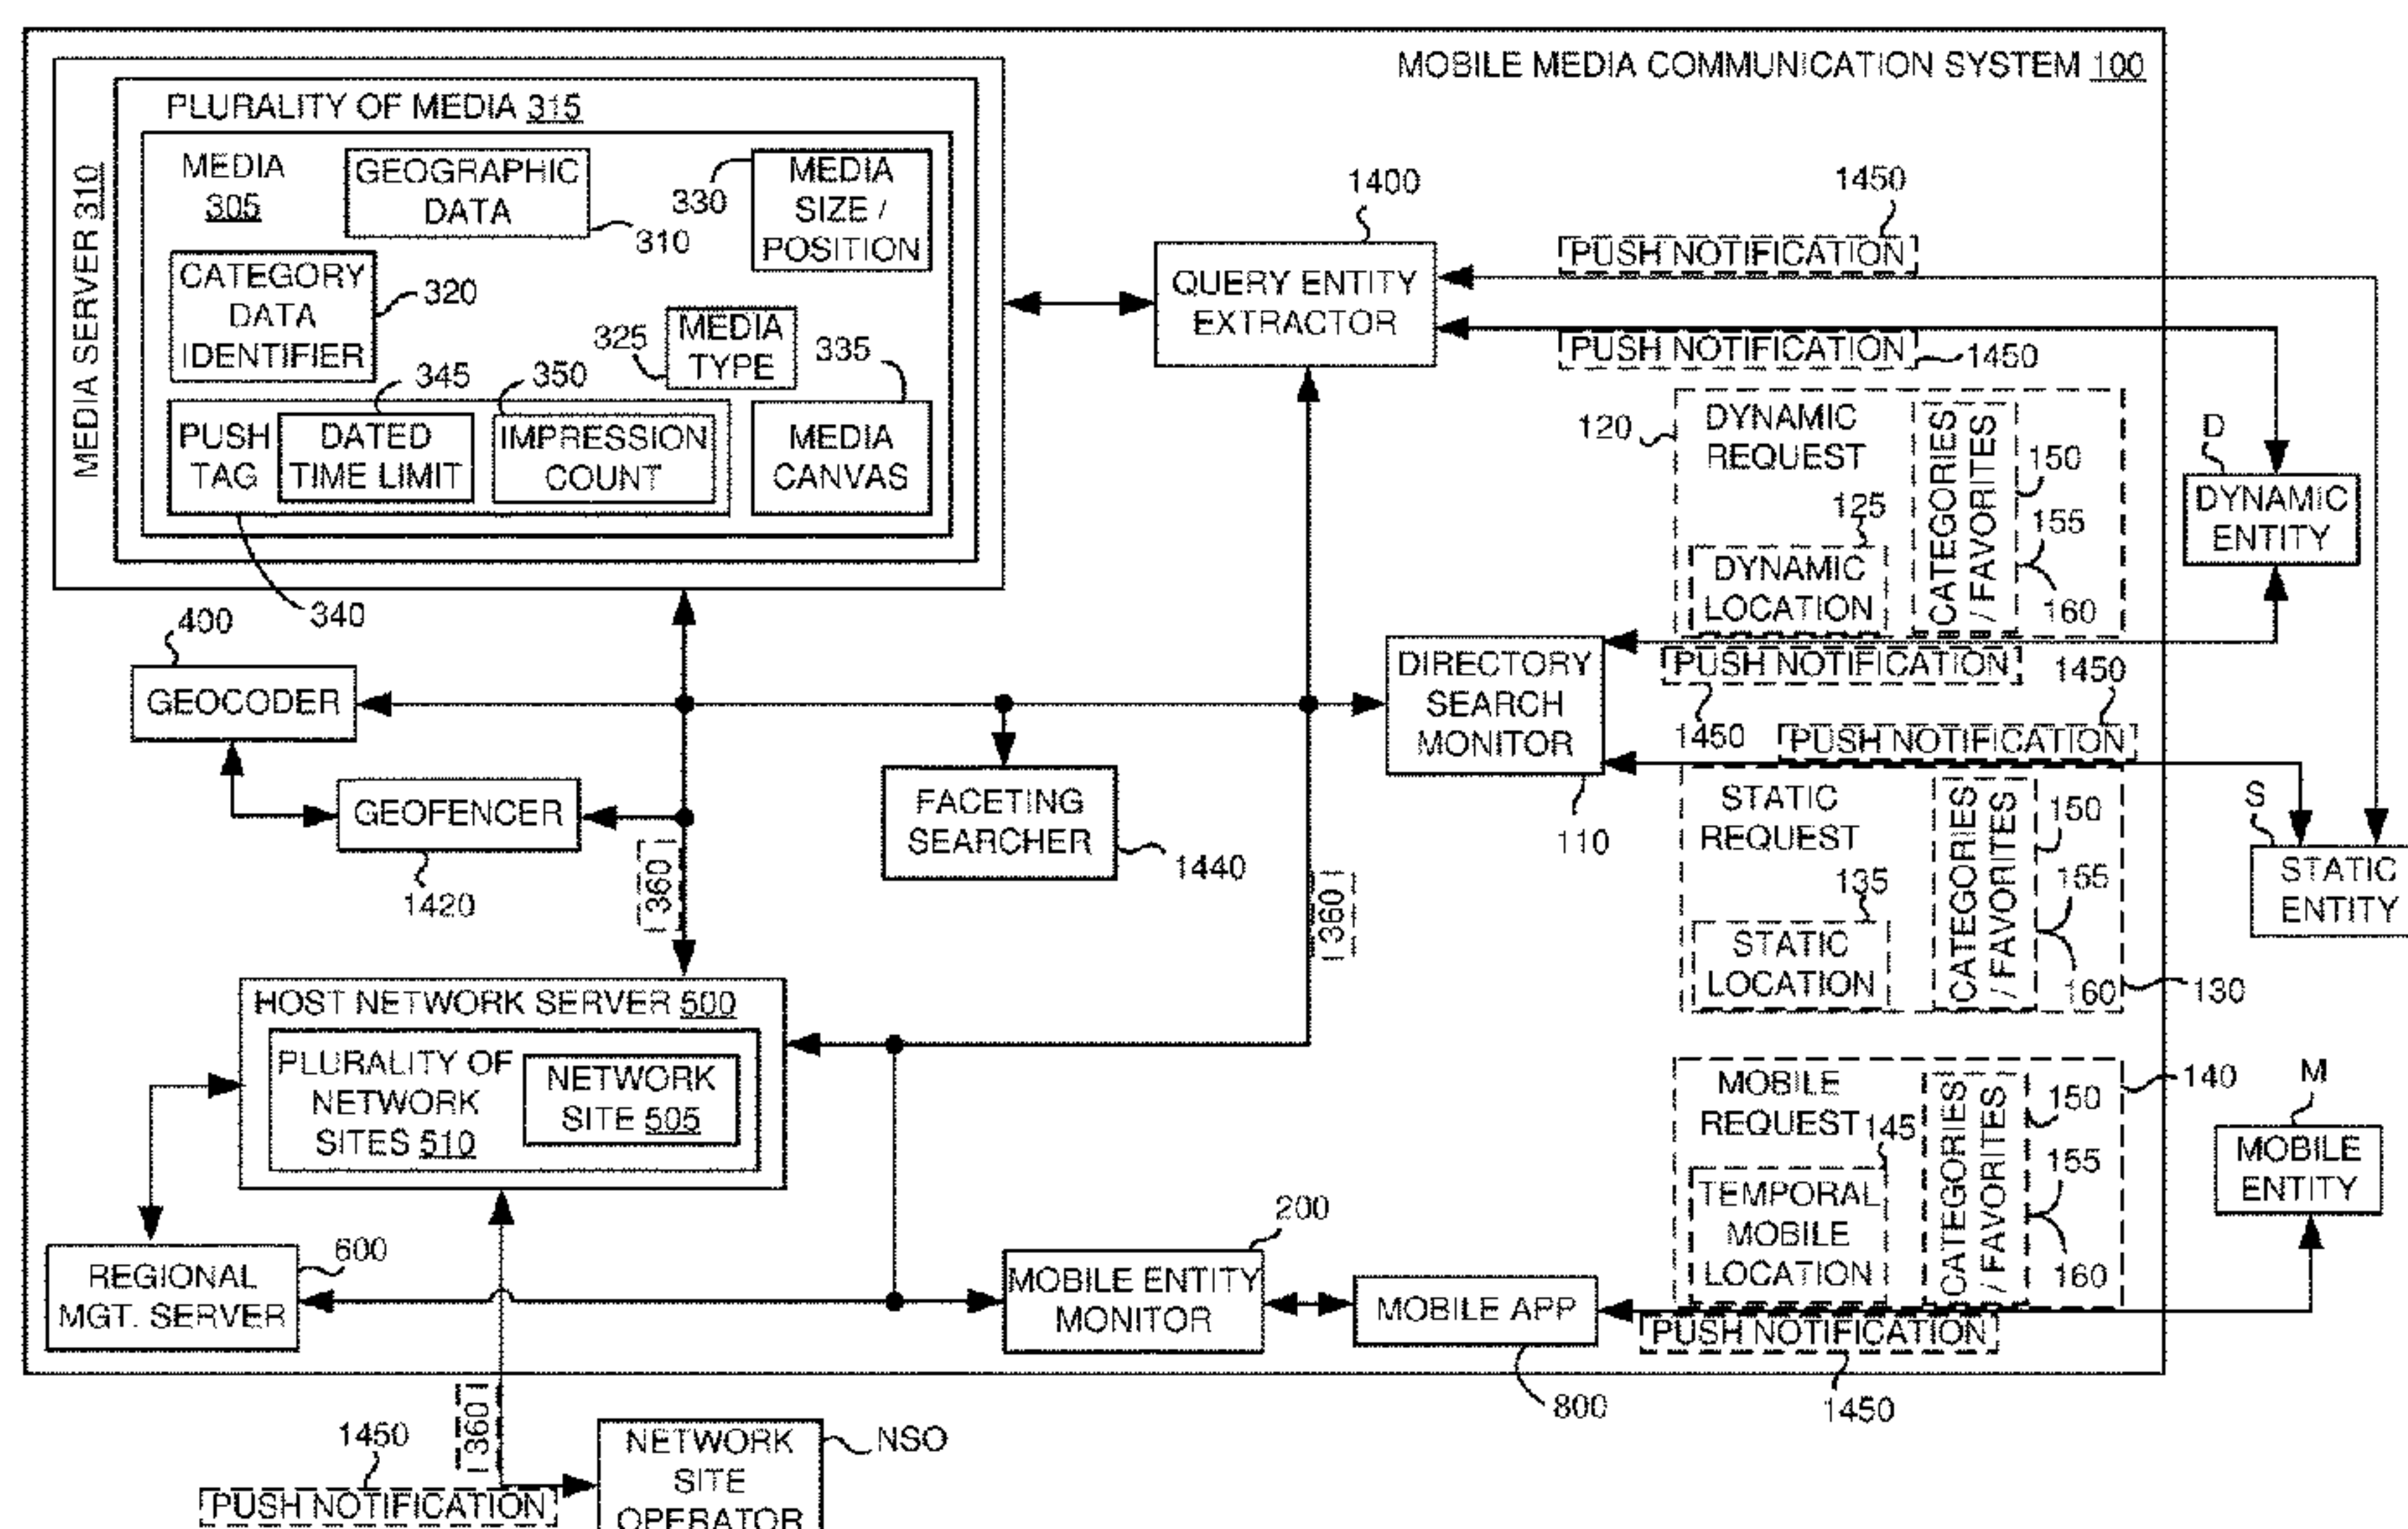 MOBILE MEDIA COMMUNICATION SYSTEM 100
MEDIA SERVER 310
PLURALITY OF MEDIA 315
MEDIA
305
GEOGRAPHIC
DATA
310
330
MEDIA
SIZE /
POSITION
CATEGORY
DATA
IDENTIFIER
320
325
MEDIA
TYPE
335
345
350
PUSH
TAG
DATED
TIME LIMIT
IMPRESSION
COUNT
MEDIA
CANVAS
340
1400
QUERY ENTITY
EXTRACTOR
1450
PUSH NOTIFICATION
PUSH NOTIFICATION
1450
120
DYNAMIC
REQUEST
CATEGORIES
/ FAVORITES
150
155
160
125
DYNAMIC
LOCATION
D
DYNAMIC
ENTITY
400
GEOCODER
DIRECTORY
SEARCH
MONITOR
110
PUSH NOTIFICATION
1450
1450
PUSH NOTIFICATION
GEOFENCER
1420
FACETING
SEARCHER
1440
360
360
STATIC
REQUEST
CATEGORIES
/ FAVORITES
150
155
160
130
135
STATIC
LOCATION
S
STATIC
ENTITY
HOST NETWORK SERVER 500
PLURALITY OF
NETWORK
SITES 510
NETWORK
SITE 505
MOBILE
REQUEST
145
CATEGORIES
/ FAVORITES
150
155
160
140
TEMPORAL
MOBILE
LOCATION
M
MOBILE
ENTITY
600
REGIONAL
MGT. SERVER
200
MOBILE ENTITY
MONITOR
MOBILE APP
800
PUSH NOTIFICATION
1450
360
1450
PUSH NOTIFICATION
NETWORK
SITE
OPERATOR
NSO